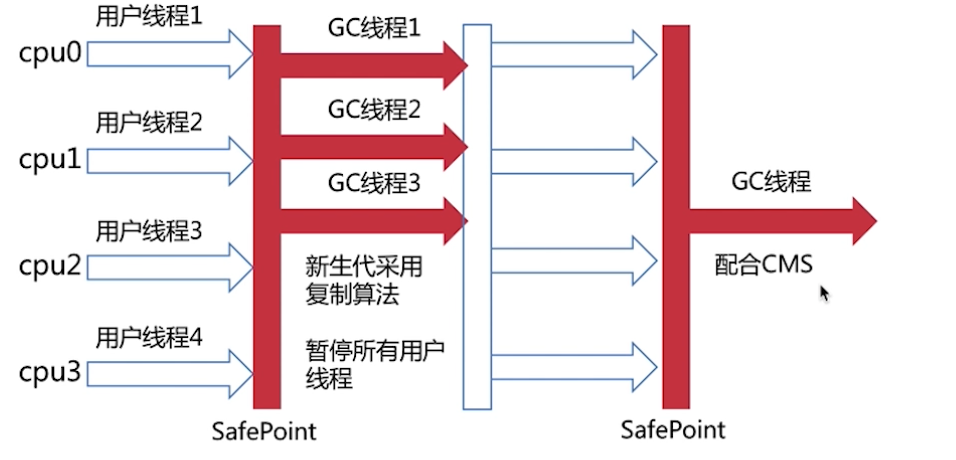 用户线程1
cpu0
GC线程1
用户线程2
cpu1
GC线程2
GC线程3
GC线程
用户线程3
cpu2
新生代采用
复制算法
配合CMS
用户线程4
cpu3
暂停所有用户
线程
SafePoint
SafePoint